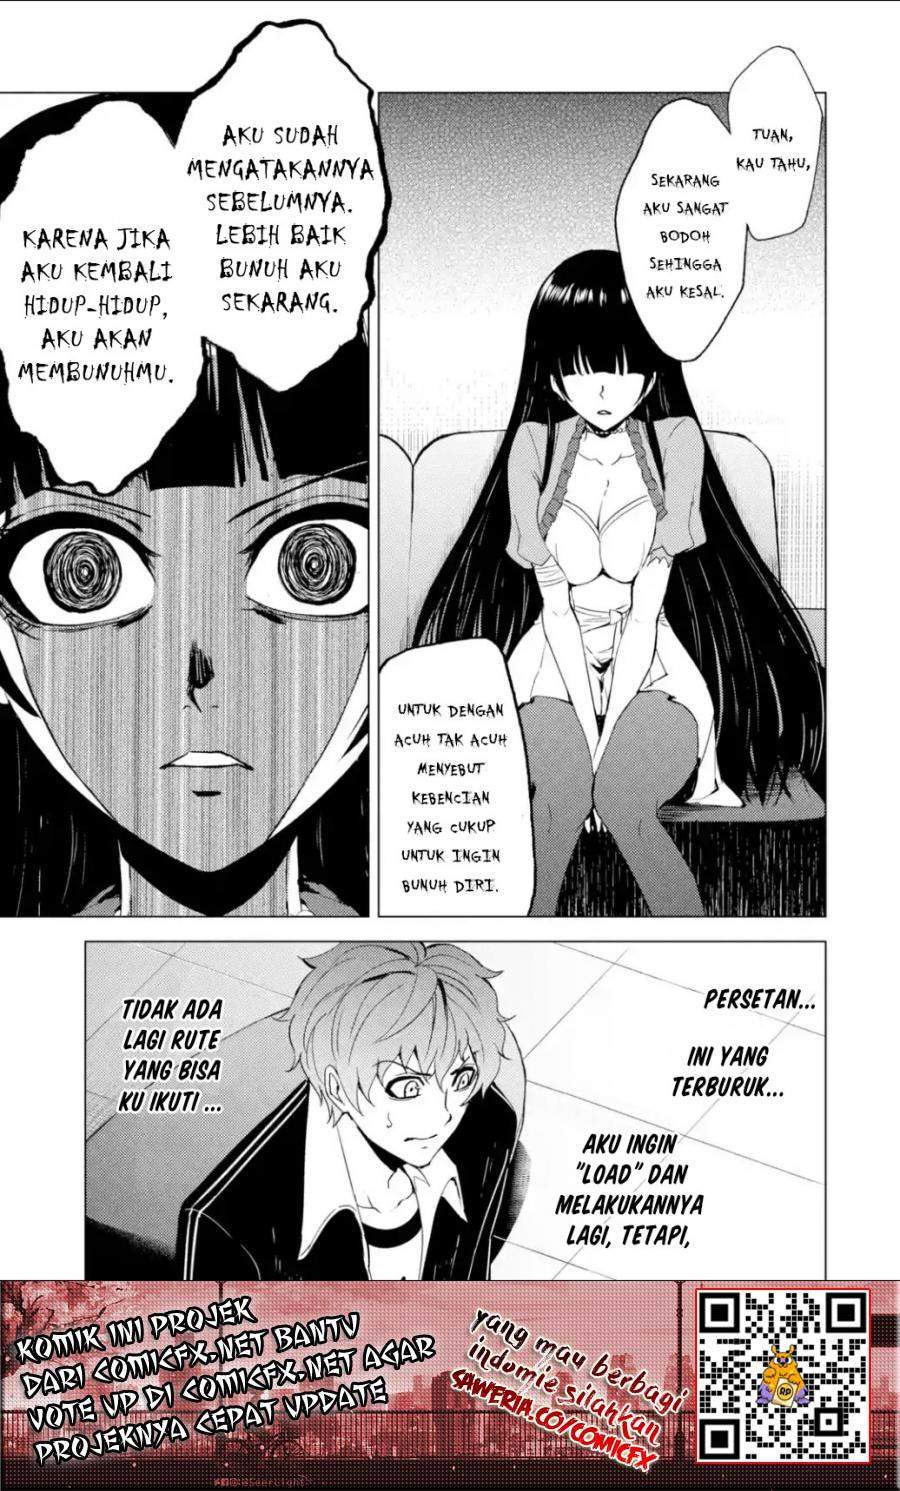 TUAN,
KAU TAHU,
SEKARANG
AKU SANGAT
BODOH
SEHINGGA
AKU KESAL.
UNTUK DENGAN
ACUH TAK ACUH
MENYEBUT
KEBENCIAN
YANG CUKUP
UNTUK INGIN
BUNUH DIRI.
AKU SUDAH
MENGATAKANNYA
SEBELUMNYA.
LEBIH BAIK
BUNUH AKU
SEKARANG.
KARENA JIKA
AKU KEMBALI
HIDUP-HIDUP,
AKU AKAN
MEMBUNUHMU.
PERSETAN...
INI YANG
TERBURUK...
AKU INGIN
"LOAD" DAN
MELAKUKANNYA
LAGI, TETAPI,
TIDAK ADA
LAGI RUTE
YANG BISA
KU IKUTI ...
KOMIK INI PROJEK
DARI COMICFX.NET BANTU
VOTE UP DI COMICFX.NET AGAR
PROJEKNYA CEPAT UPDATE
yang mau berbagi
indomie silahkan
SAWERIA.CO/COMICFX
RP
@SeerLight